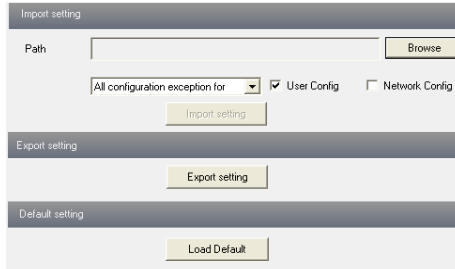 Import setting
Path Browse
All configuration exception for User Config Network Config
Import setting
Export setting
Export setting
Default setting
Load Default